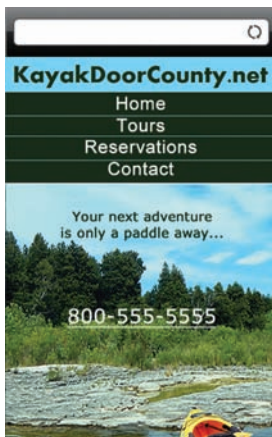 KayakDoorCounty.net
Home
Tours
Reservations
Contact
Your next adventure
is only a paddle away...
800-555-5555